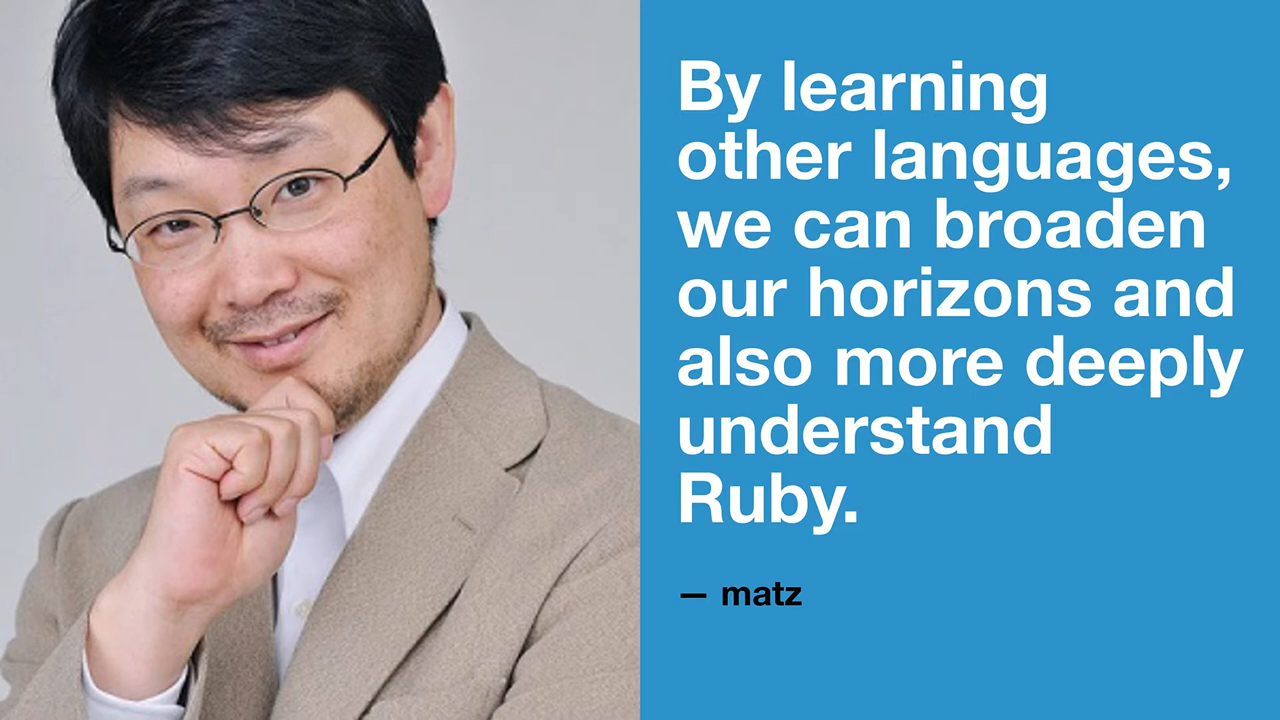 By learning
other languages,
we can broaden
our horizons and
also more deeply
understand
Ruby.
— matz